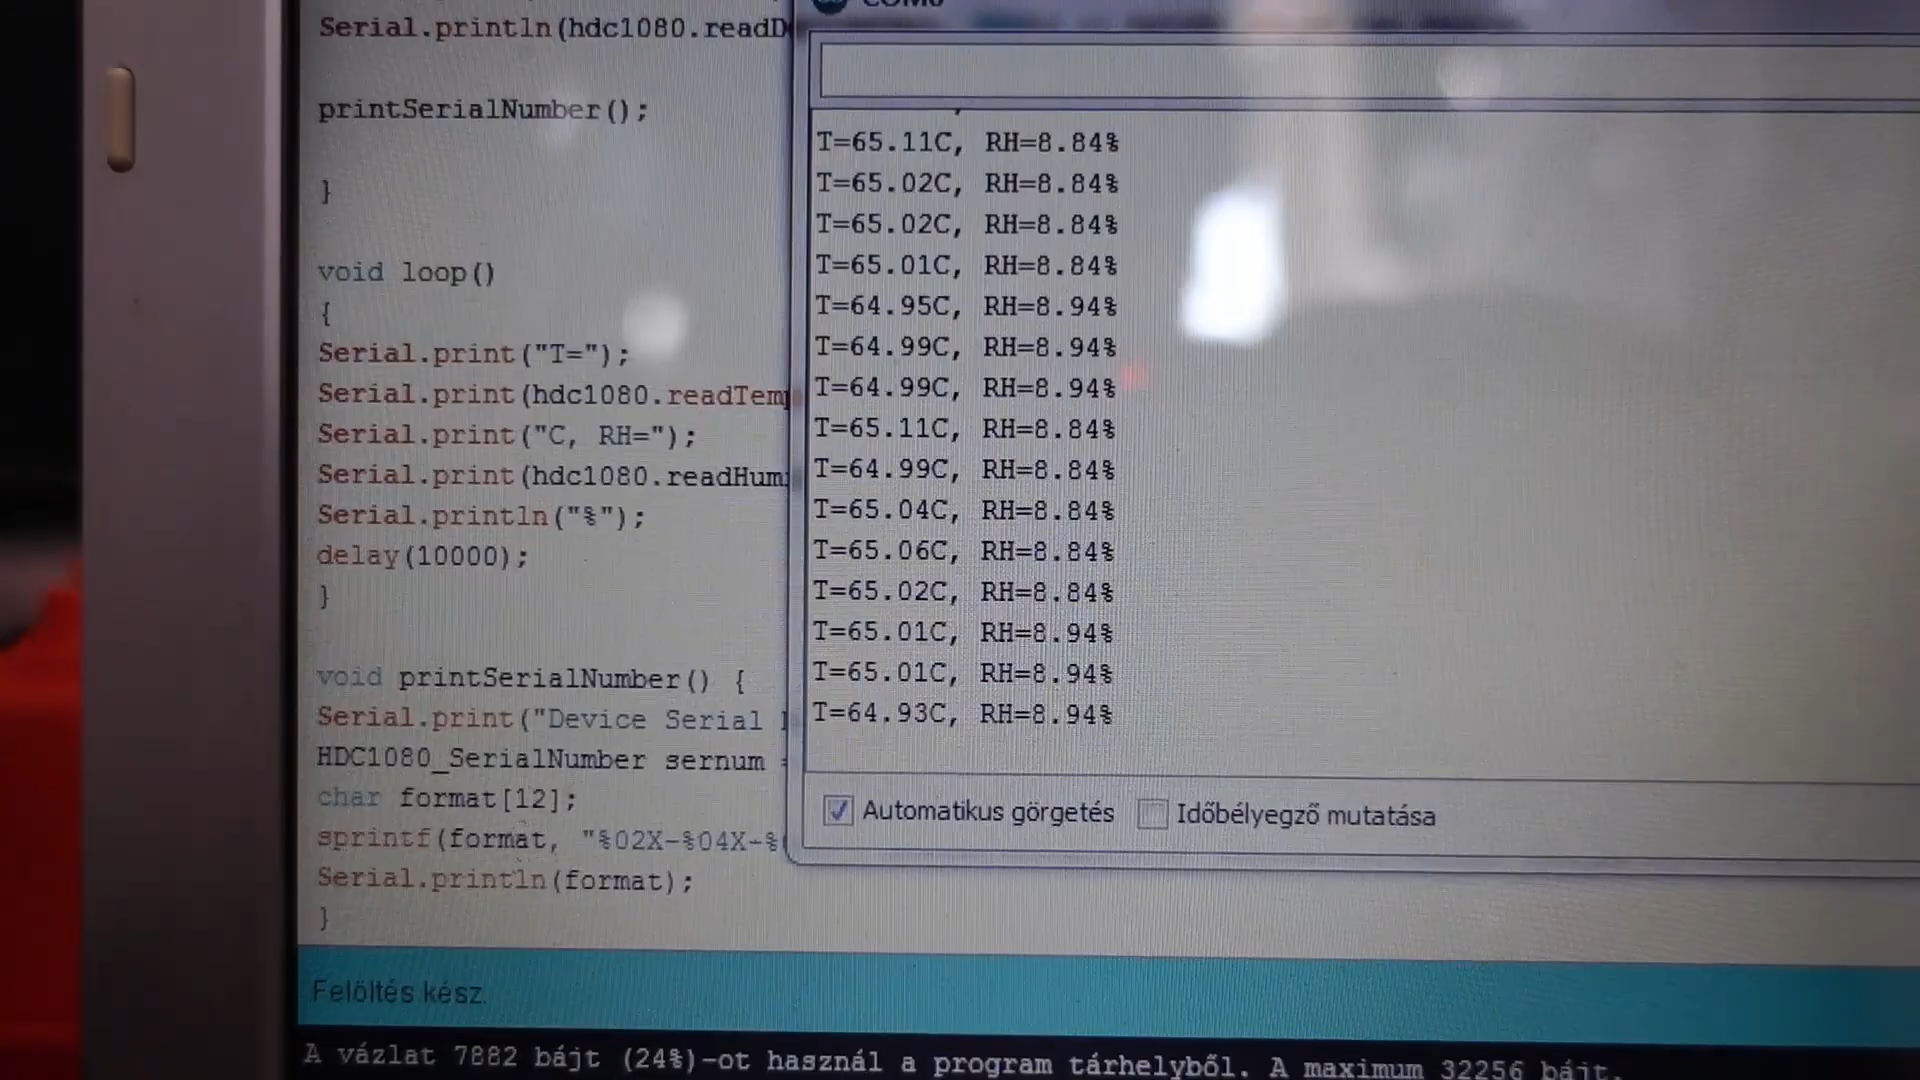 Serial.println(hdc1080.readD
printSerialNumber();
}
void loop()
{
Serial.print("T=");
Serial.print(hdc1080.readTemp
Serial.print("C, RH=");
Serial.print(hdc1080.readHum
Serial.println("%");
delay(10000);
}
void printSerialNumber() {
Serial.print("Device Serial
HDC1080_SerialNumber sernum =
char format[12];
sprintf(format, "%02X-%04X-%
Serial.println(format);
}
T=65.11C, RH=8.84%
T=65.02C, RH=8.84%
T=65.02C, RH=8.84%
T=65.01C, RH=8.84%
T=64.95C, RH=8.94%
T=64.99C, RH=8.94%
T=64.99C, RH=8.94%
T=65.11C, RH=8.84%
T=64.99C, RH=8.84%
T=65.04C, RH=8.84%
T=65.06C, RH=8.84%
T=65.02C, RH=8.84%
T=65.01C, RH=8.94%
T=65.01C, RH=8.94%
T=64.93C, RH=8.94%
Automatikus görgetés Időbélyegző mutatása
Felöltés kész.
A vázlat 7882 bájt (24%)-ot használ a program tárhelyből. A maximum 32256 bájt.